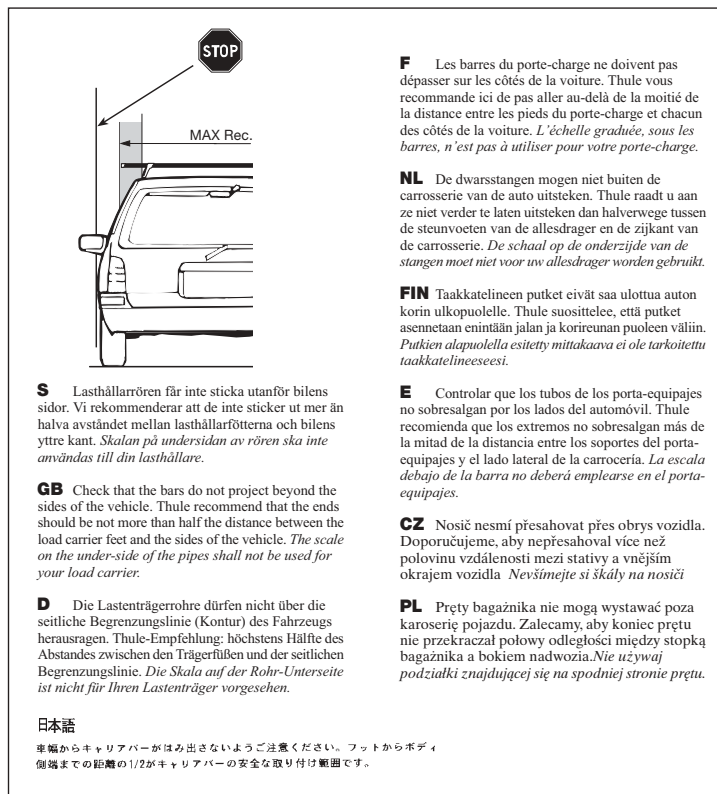 STOP
MAX Rec.
S Lasthållarrören får inte sticka utanför bilens
sidor. Vi rekommenderar att de inte sticker ut mer än
halva avståndet mellan lasthållarfötterna och bilens
yttre kant. Skalan på undersidan av rören ska inte
användas till din lasthållare.
GB Check that the bars do not project beyond the
sides of the vehicle. Thule recommend that the ends
should be not more than half the distance between the
load carrier feet and the sides of the vehicle. The scale
on the under-side of the pipes shall not be used for
your load carrier.
D Die Lastenträgerrohre dürfen nicht über die
seitliche Begrenzungslinie (Kontur) des Fahrzeugs
herausragen. Thule-Empfehlung: höchstens Hälfte des
Abstandes zwischen den Trägerfüßen und der seitlichen
Begrenzungslinie. Die Skala auf der Rohr-Unterseite
ist nicht für Ihren Lastenträger vorgesehen.
F Les barres du porte-charge ne doivent pas
dépasser sur les côtés de la voiture. Thule vous
recommande ici de pas aller au-delà de la moitié de
la distance entre les pieds du porte-charge et chacun
des côtés de la voiture. L'échelle graduée, sous les
barres, n'est pas à utiliser pour votre porte-charge.
NL De dwarsstangen mogen niet buiten de
carrosserie van de auto uitsteken. Thule raadt u aan
ze niet verder te laten uitsteken dan halverwege tussen
de steunvoeten van de allesdrager en de zijkant van
de carrosserie. De schaal op de onderzijde van de
stangen moet niet voor uw allesdrager worden gebruikt.
FIN Taakkatelineen putket eivät saa ulottua auton
korin ulkopuolelle. Thule suosittelee, että putket
asennetaan enintään jalan ja korireunan puoleen väliin.
Putkien alapuolella esitetty mittakaava ei ole tarkoitettu
taakkatelineeseesi.
E Controlar que los tubos de los porta-equipajes
no sobresalgan por los lados del automóvil. Thule
recomienda que los extremos no sobresalgan más de
la mitad de la distancia entre los soportes del porta-
equipajes y el lado lateral de la carrocería. La escala
debajo de la barra no deberá emplearse en el porta-
equipajes.
CZ Nosič nesmí přesahovat přes obrys vozidla.
Doporučujeme, aby nepřesahoval více než
polovinu vzdálenosti mezi stativy a vnějším
okrajem vozidla Nevšímejte si škály na nosiči
PL Pręty bagażnika nie mogą wystawać poza
karoserię pojazdu. Zalecamy, aby koniec prętu
nie przekraczał połowy odległości między stopką
bagażnika a bokiem nadwozia.Nie używaj
podziałki znajdującej się na spodniej stronie prętu.
日本語
車幅からキャリアバーがはみ出さないようご注意ください。フットからボディ
側端までの距離の1/2がキャリアバーの安全な取り付け範囲です。